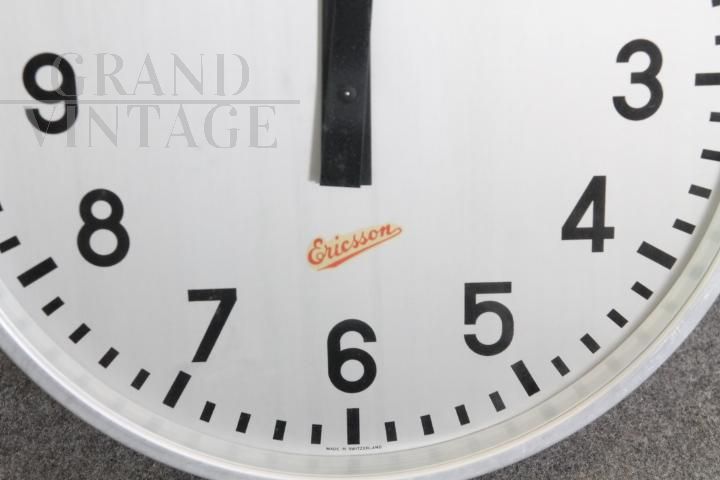 GRAND
VINTAGE
9
3
8
4
Ericsson
7
5
6
MADE IN SWITZERLAND